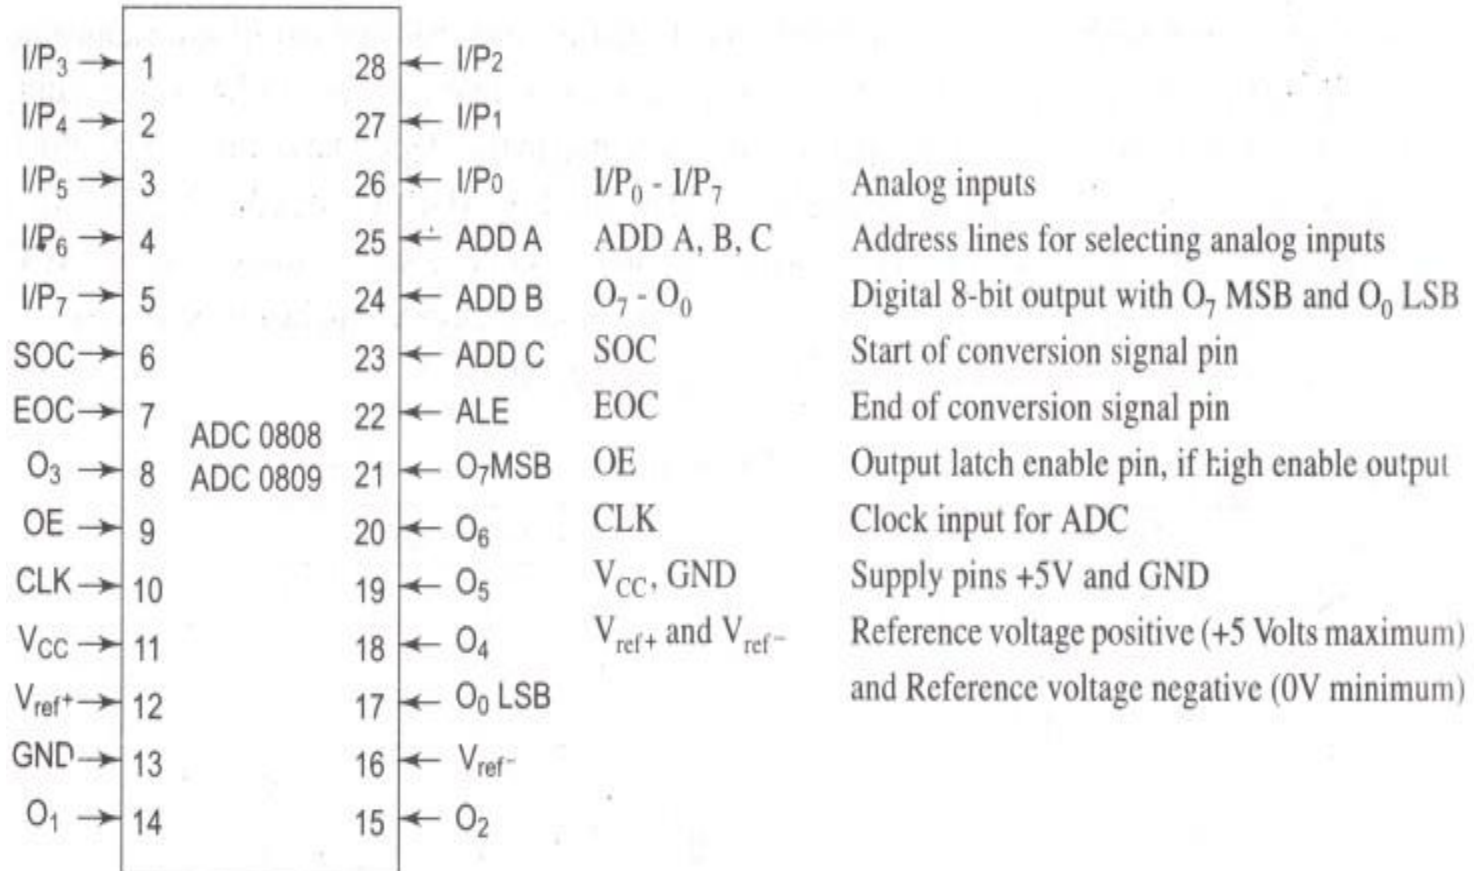 I/P₃ 1 28 I/P₂
I/P₄ 2 27 I/P₁
I/P₅ 3 26 I/P₀ I/P₀ - I/P₇ Analog inputs
I/P₆ 4 25 ADD A ADD A, B, C Address lines for selecting analog inputs
I/P₇ 5 24 ADD B O₇ - O₀ Digital 8-bit output with O₇ MSB and O₀ LSB
SOC 6 23 ADD C SOC Start of conversion signal pin
EOC 7 22 ALE EOC End of conversion signal pin
ADC 0808
O₃ 8 21 O₇MSB OE Output latch enable pin, if high enable output
ADC 0809
OE 9 20 O₆ CLK Clock input for ADC
CLK 10 19 O₅ V_CC, GND Supply pins +5V and GND
V_CC 11 18 O₄ V_ref+ and V_ref- Reference voltage positive (+5 Volts maximum)
V_ref+ 12 17 O₀ LSB and Reference voltage negative (0V minimum)
GND 13 16 V_ref-
O₁ 14 15 O₂